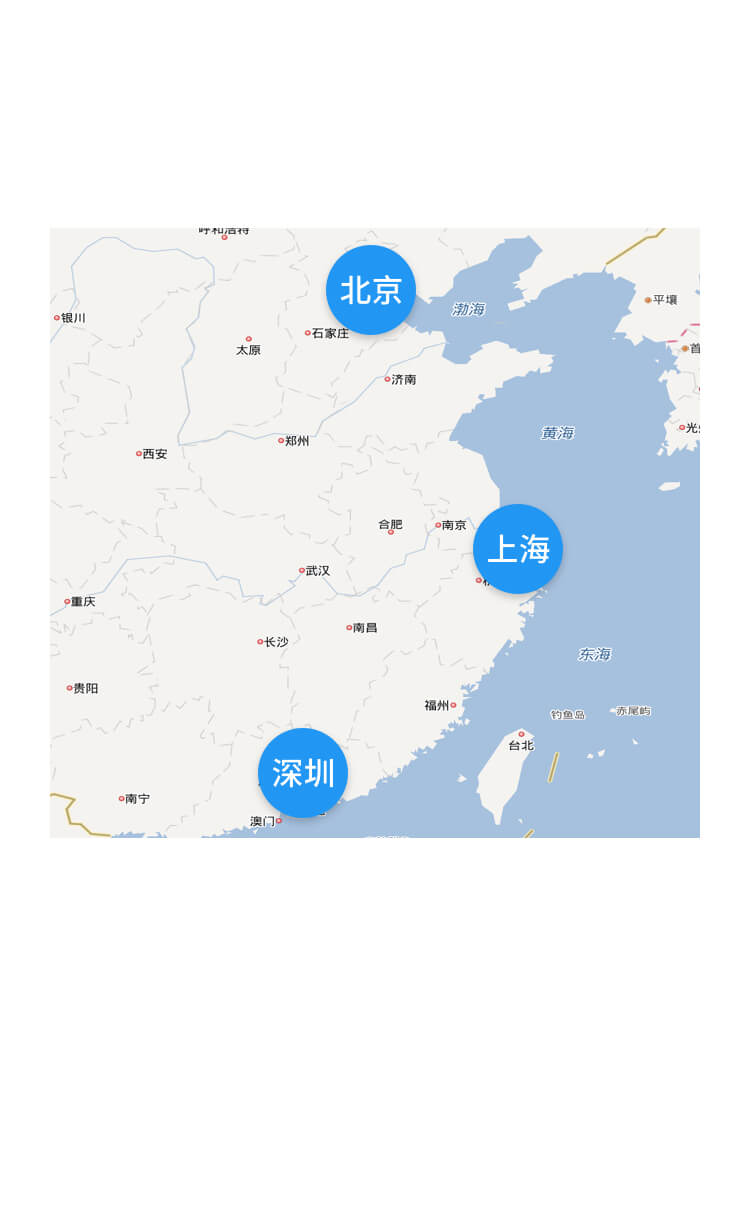 呼和浩特
北京
渤海
平壤
银川
石家庄
太原
首
济南
光
黄海
郑州
西安
合肥
南京
上海
武汉
重庆
南昌
长沙
东海
贵阳
福州
钓鱼岛
赤尾屿
台北
深圳
南宁
澳门